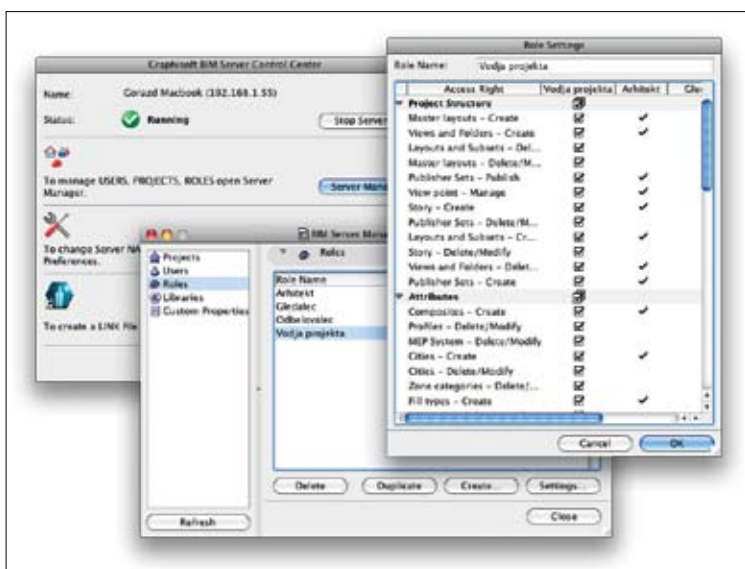 Graphisoft BIM Server Control Center
Name: Gorazd Macbook (192.168.1.55)
Status: Running
Stop Server
To manage USERS, PROJECTS, ROLES open Server
Manager.
Server Mana
To change Server NA
Preferences.
To create a LINK File
BIM Server Mana
Projects
Users
Roles
Libraries
Custom Properties
Refresh
Roles
Role Name
Arhitekt
Gledalec
Odbelovalec
Vodja projekta
Delete Duplicate Create... Settings...
Close
Role Settings
Role Name: Vodja projekta
Access Right Vodja projekta Arhitekt Gle
Project Structure
Master layouts – Create
Views and Folders – Create
Layouts and Subsets – Del...
Master layouts – Delete/M...
Publisher Sets – Publish
View point – Manage
Story – Create
Publisher Sets – Delete/M...
Layouts and Subsets – Cr...
Story – Delete/Modify
Views and Folders – Delet...
Publisher Sets – Create
Attributes
Composites – Create
Profiles – Delete/Modify
MEP System – Delete/Modify
Cities – Create
Cities – Delete/Modify
Zone categories – Delete/...
Fill types – Create
Cancel OK